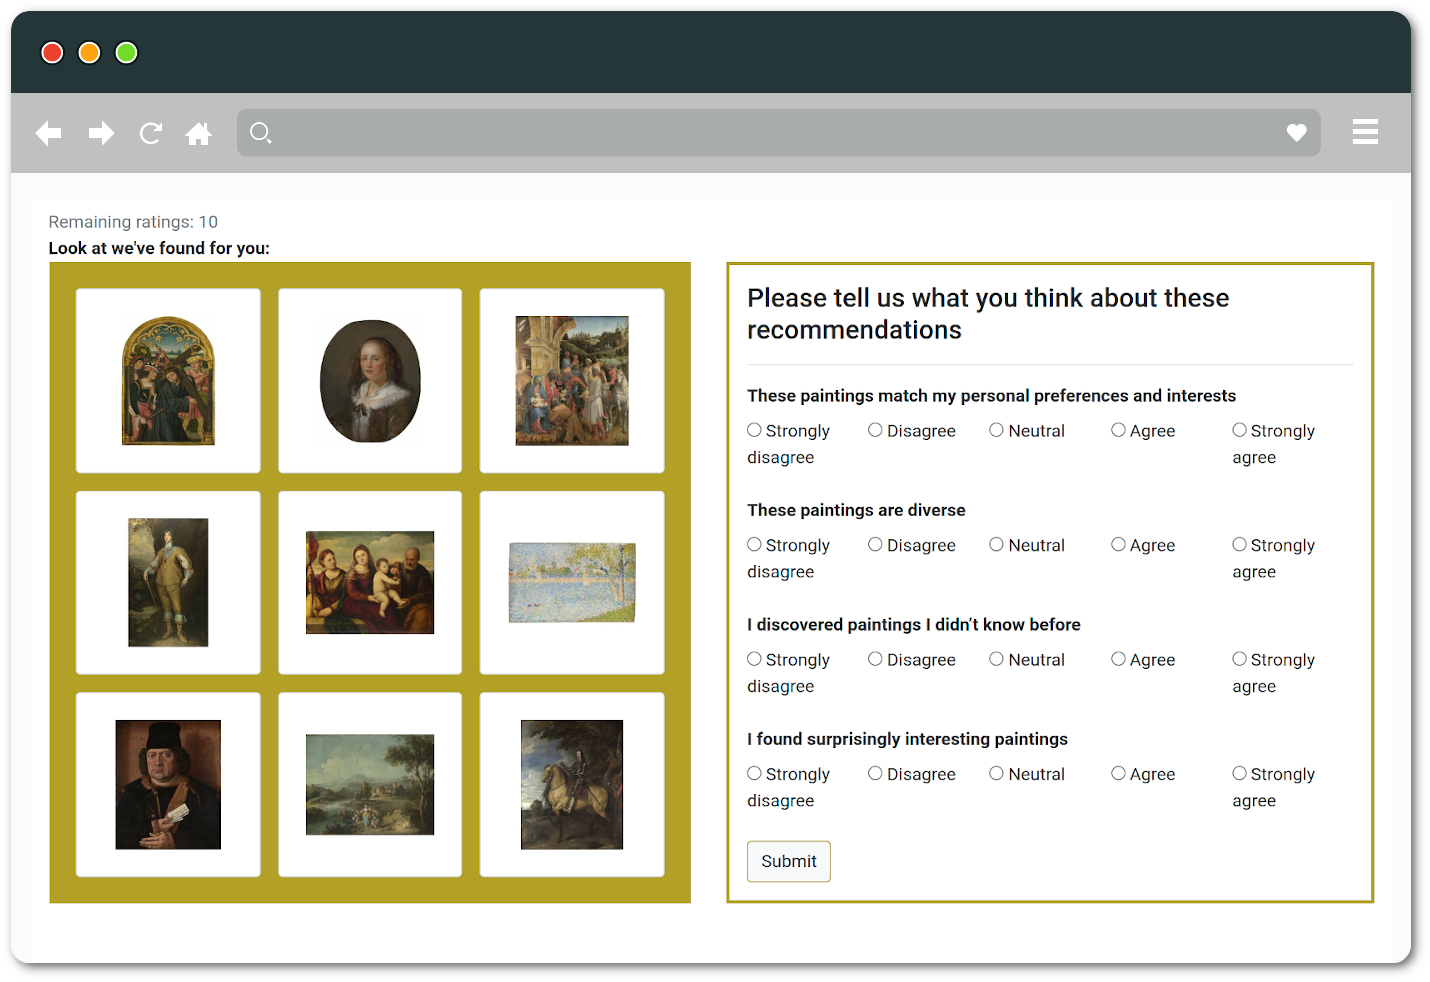 Remaining ratings: 10
Look at we've found for you:
Please tell us what you think about these
recommendations
These paintings match my personal preferences and interests
Strongly disagree
Disagree
Neutral
Agree
Strongly agree
These paintings are diverse
Strongly disagree
Disagree
Neutral
Agree
Strongly agree
I discovered paintings I didn't know before
Strongly disagree
Disagree
Neutral
Agree
Strongly agree
I found surprisingly interesting paintings
Strongly disagree
Disagree
Neutral
Agree
Strongly agree
Submit